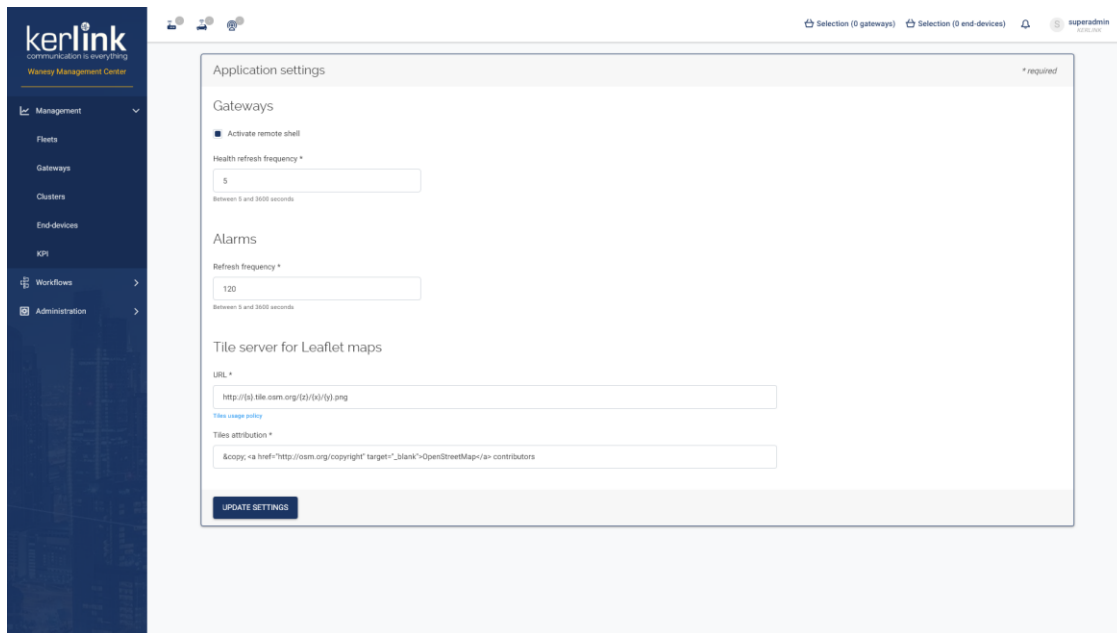 kerlink
communication is everything
Wanesy Management Center
Management
Fleets
Gateways
Clusters
End-devices
KPI
Workflows
Administration
Selection (0 gateways)
Selection (0 end-devices)
S
superadmin
Application settings
* required
Gateways
Activate remote shell
Health refresh frequency *
5
Between 5 and 3600 seconds
Alarms
Refresh frequency *
120
Between 5 and 3600 seconds
Tile server for Leaflet maps
URL *
http://{s}.tile.osm.org/{z}/{x}/{y}.png
Tiles usage policy
Tiles attribution *
&copy; <a href="http://osm.org/copyright" target="_blank">OpenStreetMap</a> contributors
UPDATE SETTINGS